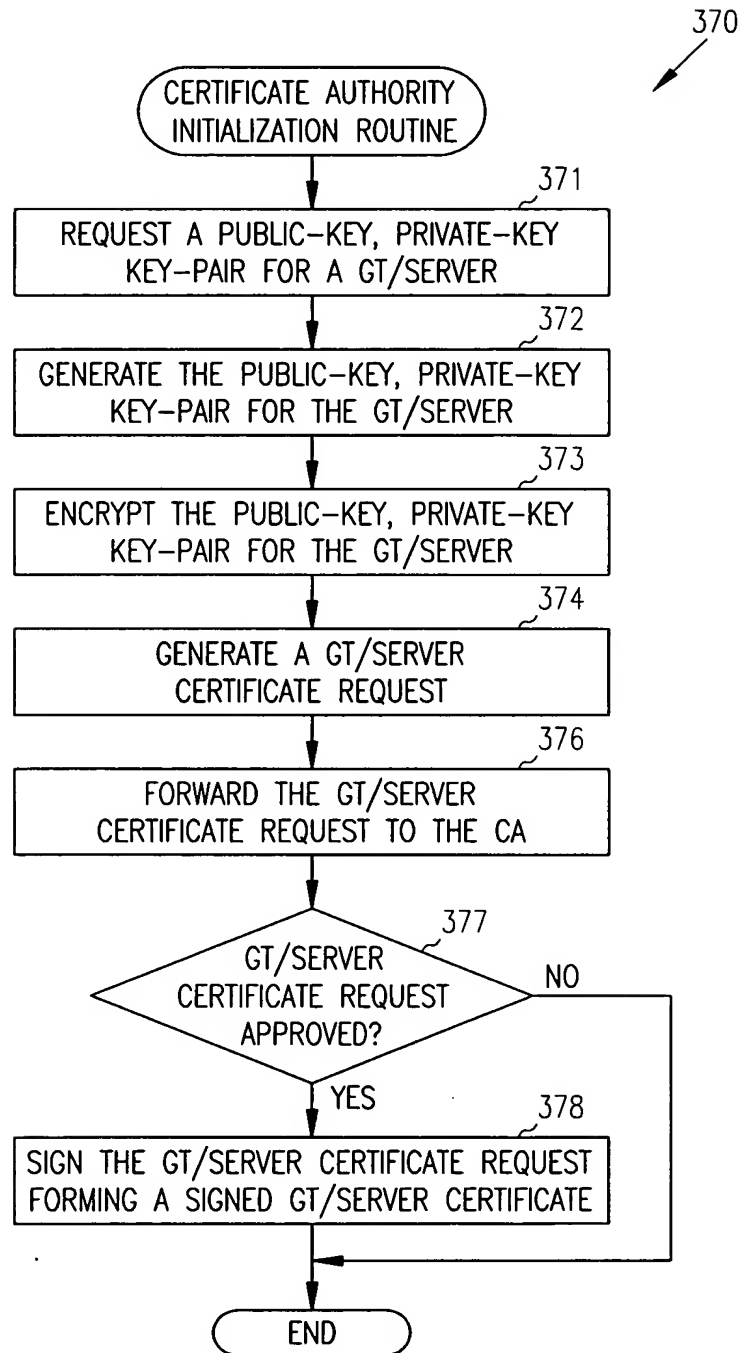 370
CERTIFICATE AUTHORITY
INITIALIZATION ROUTINE
371
REQUEST A PUBLIC-KEY, PRIVATE-KEY
KEY-PAIR FOR A GT/SERVER
372
GENERATE THE PUBLIC-KEY, PRIVATE-KEY
KEY-PAIR FOR THE GT/SERVER
373
ENCRYPT THE PUBLIC-KEY, PRIVATE-KEY
KEY-PAIR FOR THE GT/SERVER
374
GENERATE A GT/SERVER
CERTIFICATE REQUEST
376
FORWARD THE GT/SERVER
CERTIFICATE REQUEST TO THE CA
377
GT/SERVER
CERTIFICATE REQUEST
APPROVED?
NO
YES
378
SIGN THE GT/SERVER CERTIFICATE REQUEST
FORMING A SIGNED GT/SERVER CERTIFICATE
END